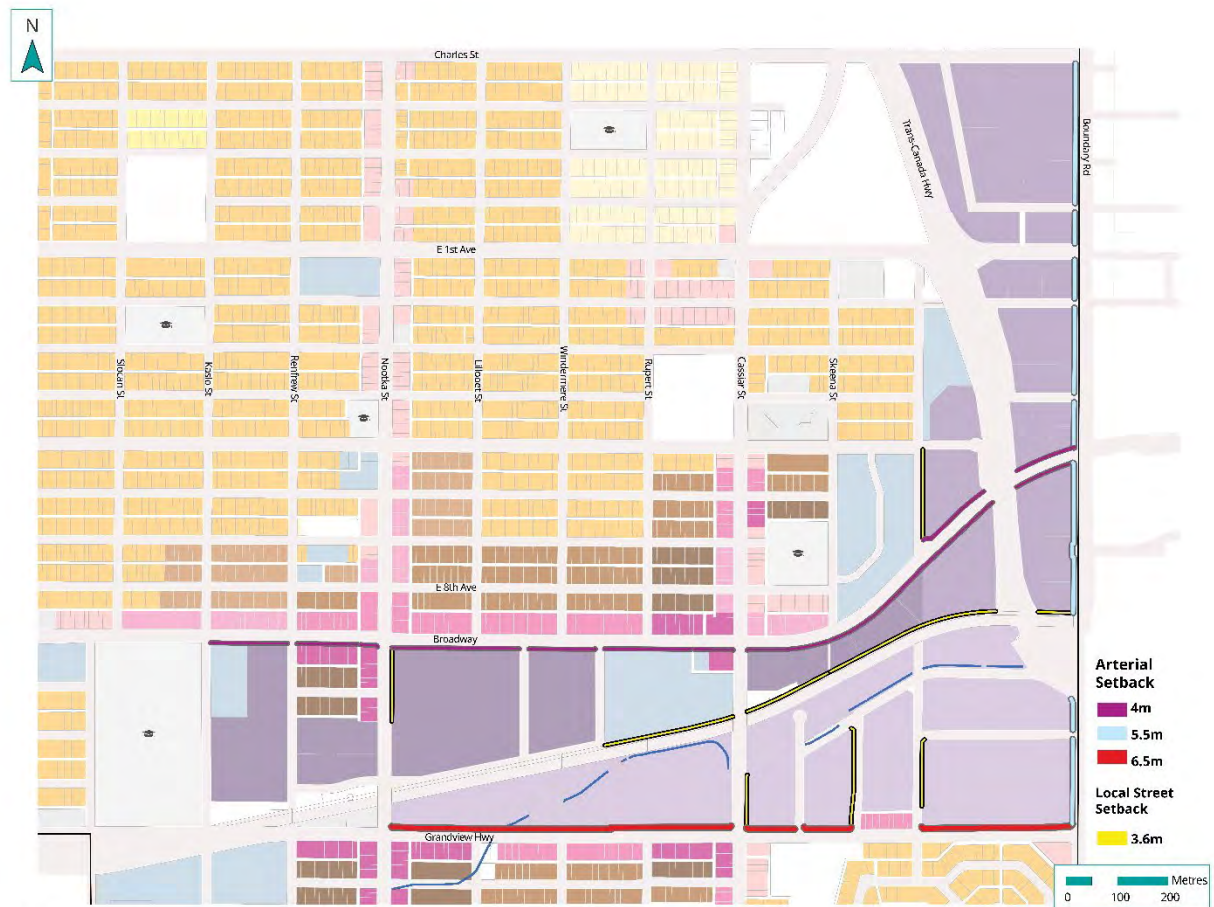 N
Charles St
Trans-Canada Hwy
Boundary Rd
E 1st Ave
Slocan St
Kaslo St
Renfrew St
Nootka St
Lillooet St
Windermere St
Rupert St
Cassiar St
Skeena St
E 8th Ave
Broadway
Grandview Hwy
Arterial
Setback
4m
5.5m
6.5m
Local Street
Setback
3.6m
Metres
0 100 200